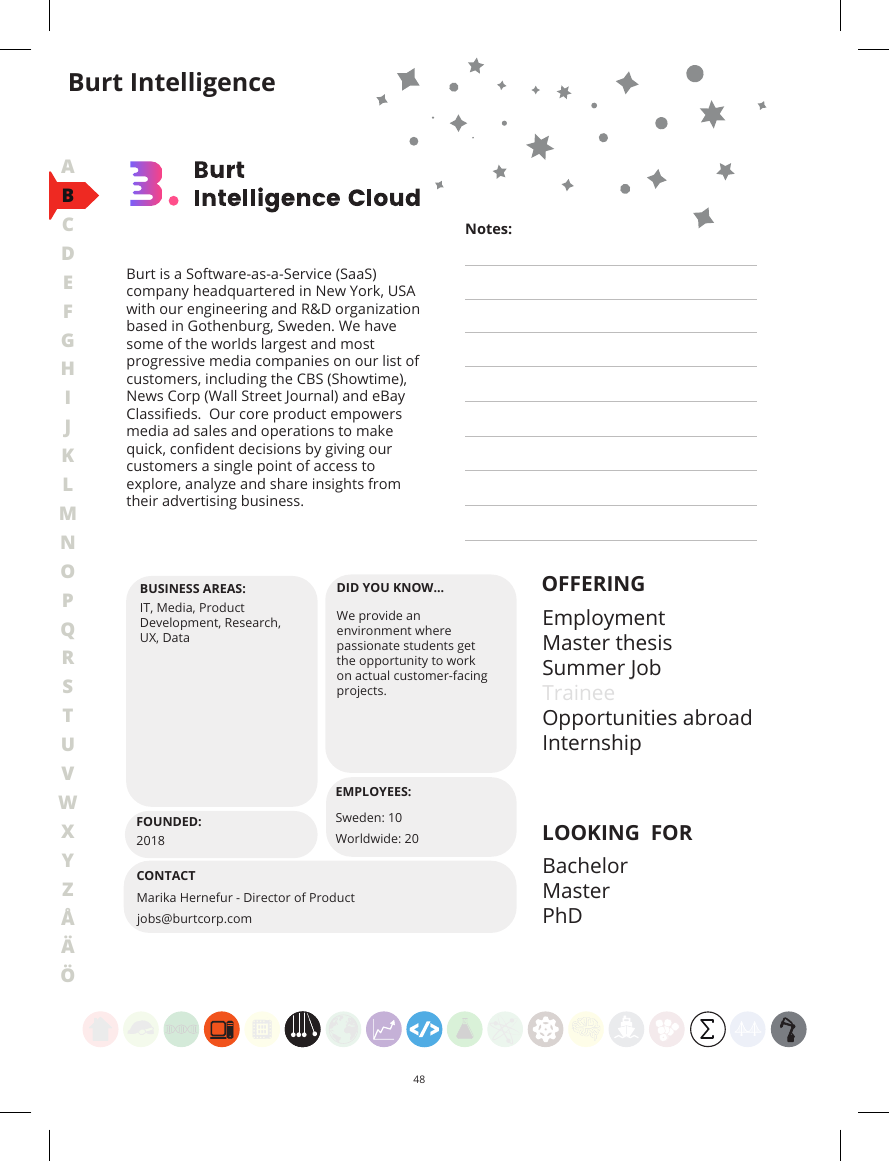 Burt Intelligence
Burt
Intelligence Cloud
A
B
C
D
E
F
G
H
I
J
K
L
M
N
O
P
Q
R
S
T
U
V
W
X
Y
Z
Å
Ä
Ö
Notes:
Burt is a Software-as-a-Service (SaaS)
company headquartered in New York, USA
with our engineering and R&D organization
based in Gothenburg, Sweden. We have
some of the worlds largest and most
progressive media companies on our list of
customers, including the CBS (Showtime),
News Corp (Wall Street Journal) and eBay
Classifieds.  Our core product empowers
media ad sales and operations to make
quick, confident decisions by giving our
customers a single point of access to
explore, analyze and share insights from
their advertising business.
BUSINESS AREAS:
IT, Media, Product
Development, Research,
UX, Data
DID YOU KNOW...
We provide an
environment where
passionate students get
the opportunity to work
on actual customer-facing
projects.
FOUNDED:
2018
EMPLOYEES:
Sweden: 10
Worldwide: 20
CONTACT
Marika Hernefur - Director of Product
jobs@burtcorp.com
OFFERING
Employment
Master thesis
Summer Job
Trainee
Opportunities abroad
Internship
LOOKING  FOR
Bachelor
Master
PhD
48